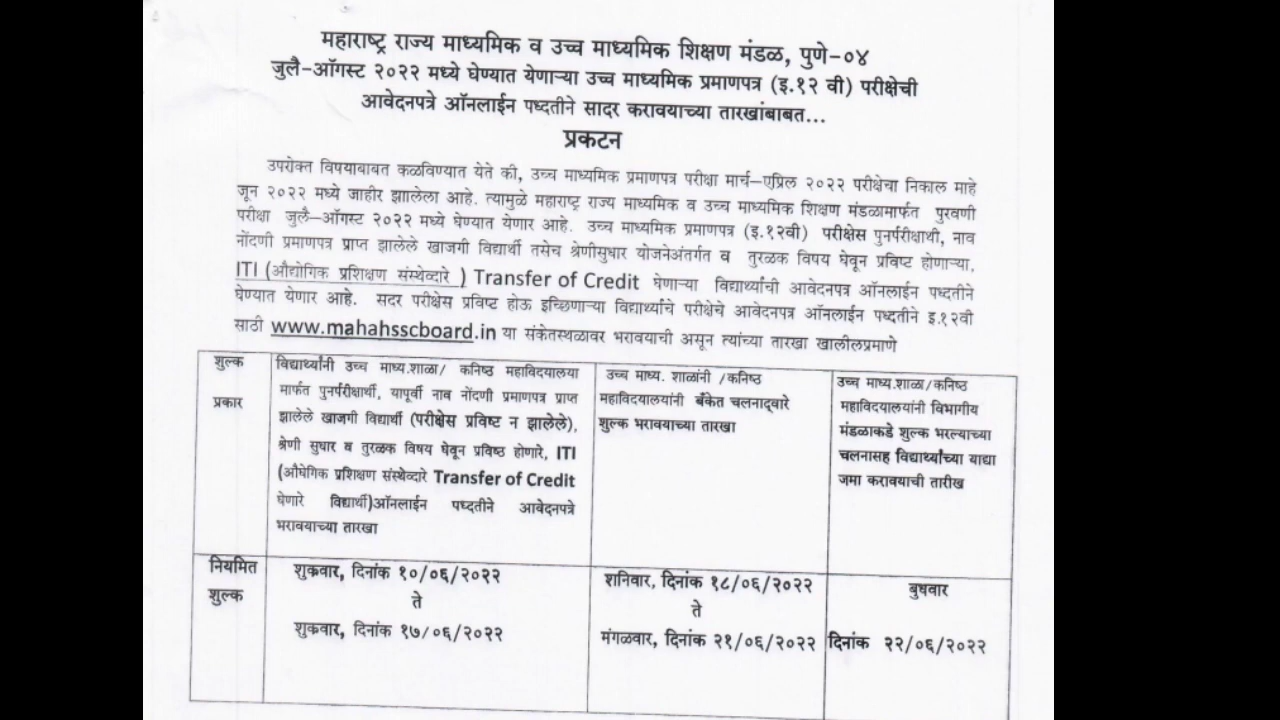 महाराष्ट्र राज्य माध्यमिक व उच्च माध्यमिक शिक्षण मंडळ, पुणे-०४
जुलै-ऑगस्ट २०२२ मध्ये घेण्यात येणाऱ्या उच्च माध्यमिक प्रमाणपत्र (इ.१२ वी) परीक्षेची
आवेदनपत्रे ऑनलाईन पध्दतीने सादर करावयाच्या तारखांबाबत...
प्रकटन
उपरोक्त विषयाबाबत कळविण्यात येते की, उच्च माध्यमिक प्रमाणपत्र परीक्षा मार्च-एप्रिल २०२२ परीक्षेचा निकाल माहे
जून २०२२ मध्ये जाहीर झाालेला आहे. त्यामुळे महाराष्ट्र राज्य माध्यमिक व उच्च माध्यमिक शिक्षण मंडळामार्फत पुरवणी
परीक्षा जुलै-ऑगस्ट २०२२ मध्ये घेण्यात येणार आहे. उच्च माध्यमिक प्रमाणपत्र (इ.१२वी) परीक्षेस पुनर्परीक्षार्थी, नाव
नोंदणी प्रमाणपत्र प्राप्त झालेले खाजगी विद्यार्थी तसेच श्रेणीसुधार योजनेअंतर्गत व तुरळक विषय घेवून प्रविष्ट होणाऱ्या,
ITI (औद्योगिक प्रशिक्षण संस्थेव्दारे ) Transfer of Credit घेणाऱ्या विद्यार्थ्यांची आवेदनपत्र ऑनलाईन पध्दतीने
घेण्यात येणार आहे. सदर परीक्षेस प्रविष्ट होऊ इच्छिणाऱ्या विद्यार्थ्यांचे परीक्षेचे आवेदनपत्र ऑनलाईन पध्दतीने इ.१२वी
साठी www.mahahsscboard.in या संकेतस्थळावर भरावयाची असून त्यांच्या तारखा खालीलप्रमाणे
शुल्क
प्रकार
विद्यार्थ्यांनी उच्च माध्य.शाळा/ कनिष्ठ महाविदयालया
मार्फत पुनर्परीक्षार्थी, यापूर्वी नाव नोंदणी प्रमाणपत्र प्राप्त
झालेले खाजगी विद्यार्थी (परीक्षेस प्रविष्ट न झालेले),
श्रेणी सुधार व तुरळक विषय घेवून प्रविष्ठ होणारे, ITI
(औघेगिक प्रशिक्षण संस्थेव्दारे Transfer of Credit
घेणारे विद्यार्थी)ऑनलाईन पध्दतीने आवेदनपत्रे
भरावयाच्या तारखा
उच्च माध्य. शाळांनी /कनिष्ठ
महाविदयालयांनी बँकेत चलनाद्वारे
शुल्क भरावयाच्या तारखा
उच्च माध्य.शाळा/कनिष्ठ
महाविदयालयांनी विभागीय
मंडळाकडे शुल्क भरल्याच्या
चलनासह विद्यार्थ्यांच्या याद्या
जमा करावयाची तारीख
नियमित
शुल्क
शुक्रवार, दिनांक १०/०६/२०२२
ते
शुक्रवार, दिनांक १७/०६/२०२२
शनिवार, दिनांक १८/०६/२०२२
ते
मंगळवार, दिनांक २१/०६/२०२२
बुधवार
दिनांक २२/०६/२०२२